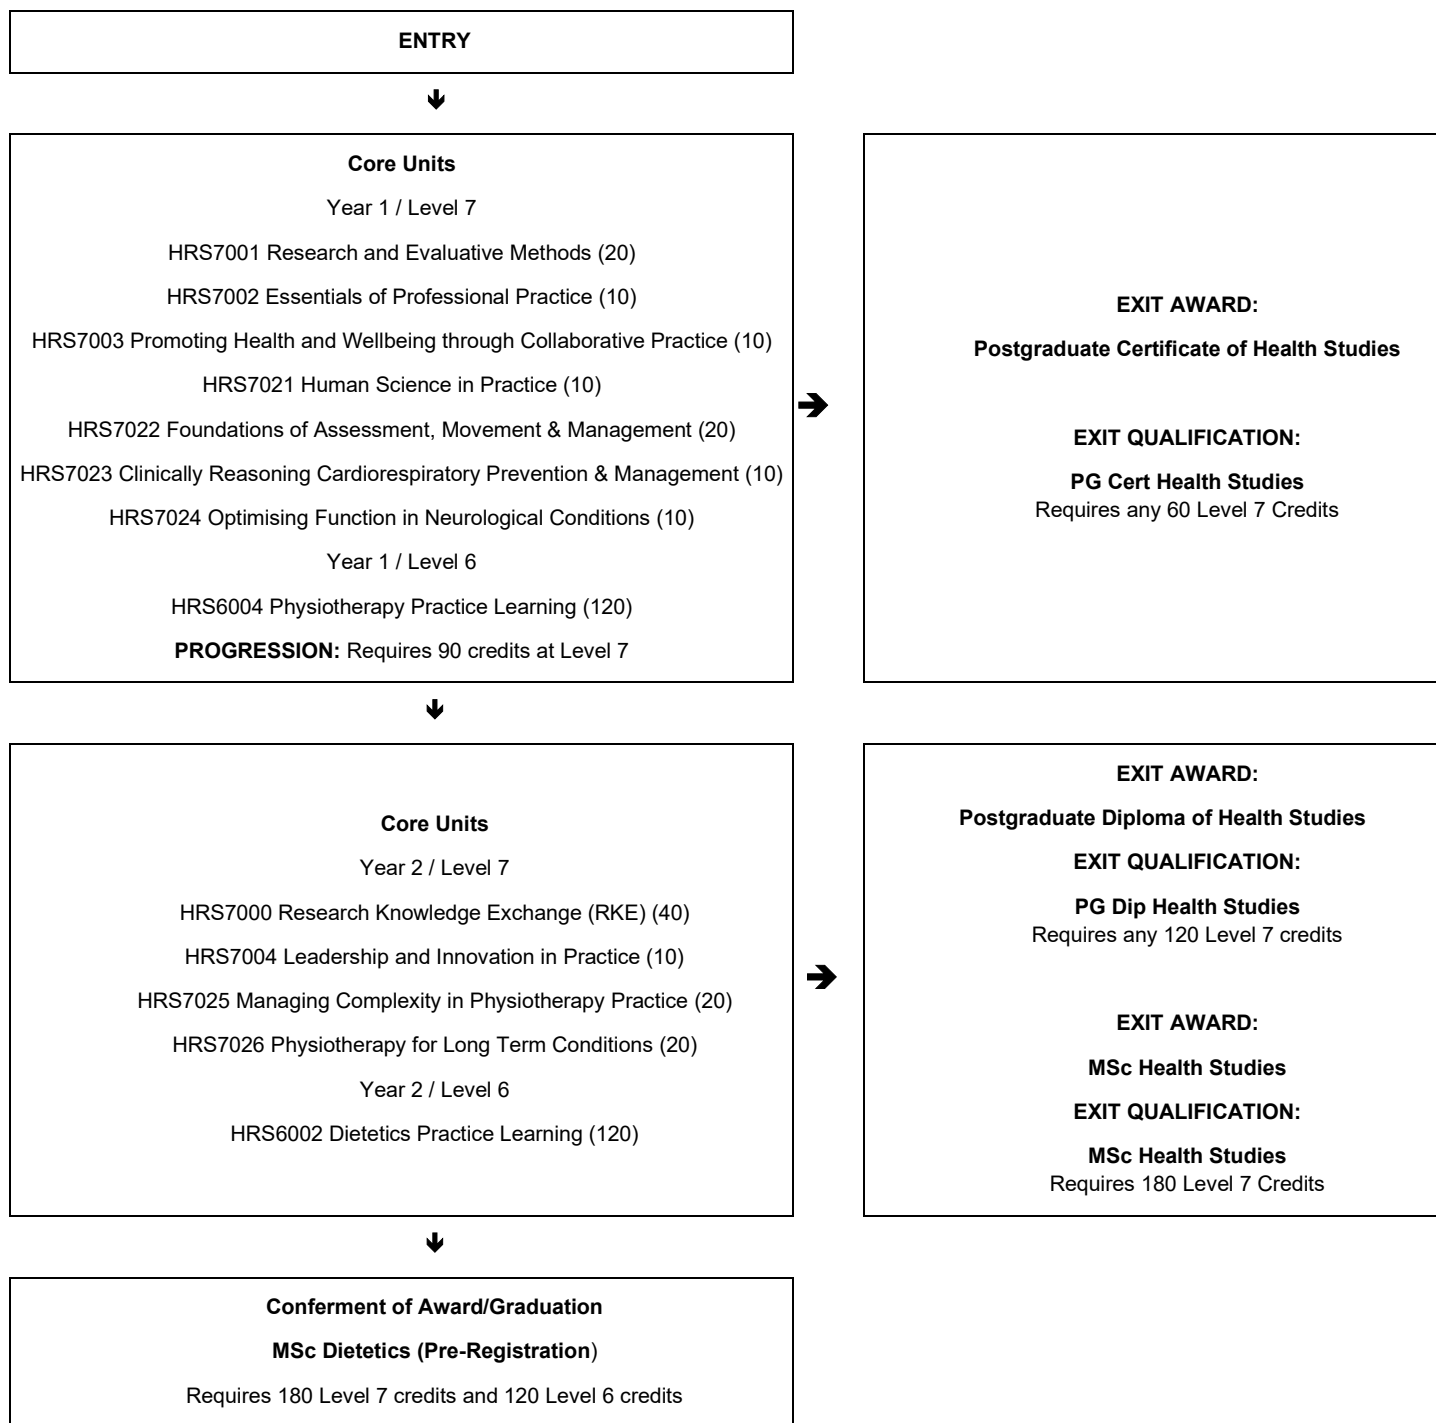 ENTRY
Core Units
Year 1 / Level 7
HRS7001 Research and Evaluative Methods (20)
HRS7002 Essentials of Professional Practice (10)
HRS7003 Promoting Health and Wellbeing through Collaborative Practice (10)
HRS7021 Human Science in Practice (10)
HRS7022 Foundations of Assessment, Movement & Management (20)
HRS7023 Clinically Reasoning Cardiorespiratory Prevention & Management (10)
HRS7024 Optimising Function in Neurological Conditions (10)
Year 1 / Level 6
HRS6004 Physiotherapy Practice Learning (120)
PROGRESSION: Requires 90 credits at Level 7
EXIT AWARD:
Postgraduate Certificate of Health Studies
EXIT QUALIFICATION:
PG Cert Health Studies
Requires any 60 Level 7 Credits
Core Units
Year 2 / Level 7
HRS7000 Research Knowledge Exchange (RKE) (40)
HRS7004 Leadership and Innovation in Practice (10)
HRS7025 Managing Complexity in Physiotherapy Practice (20)
HRS7026 Physiotherapy for Long Term Conditions (20)
Year 2 / Level 6
HRS6002 Dietetics Practice Learning (120)
EXIT AWARD:
Postgraduate Diploma of Health Studies
EXIT QUALIFICATION:
PG Dip Health Studies
Requires any 120 Level 7 credits
EXIT AWARD:
MSc Health Studies
EXIT QUALIFICATION:
MSc Health Studies
Requires 180 Level 7 Credits
Conferment of Award/Graduation
MSc Dietetics (Pre-Registration)
Requires 180 Level 7 credits and 120 Level 6 credits